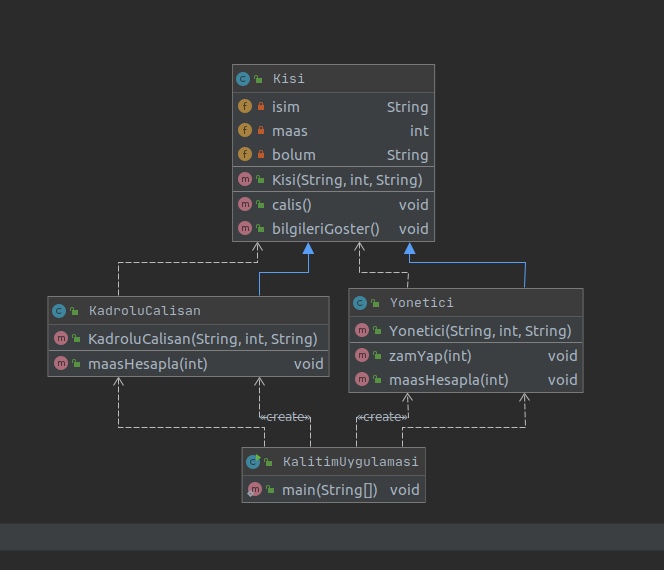 Kisi
isim String
maas int
bolum String
Kisi(String, int, String)
calis() void
bilgileriGoster() void
KadroluCalisan
KadroluCalisan(String, int, String)
maasHesapla(int) void
Yonetici
Yonetici(String, int, String)
zamYap(int) void
maasHesapla(int) void
«create»
«create»
KalitimUygulamasi
main(String[]) void